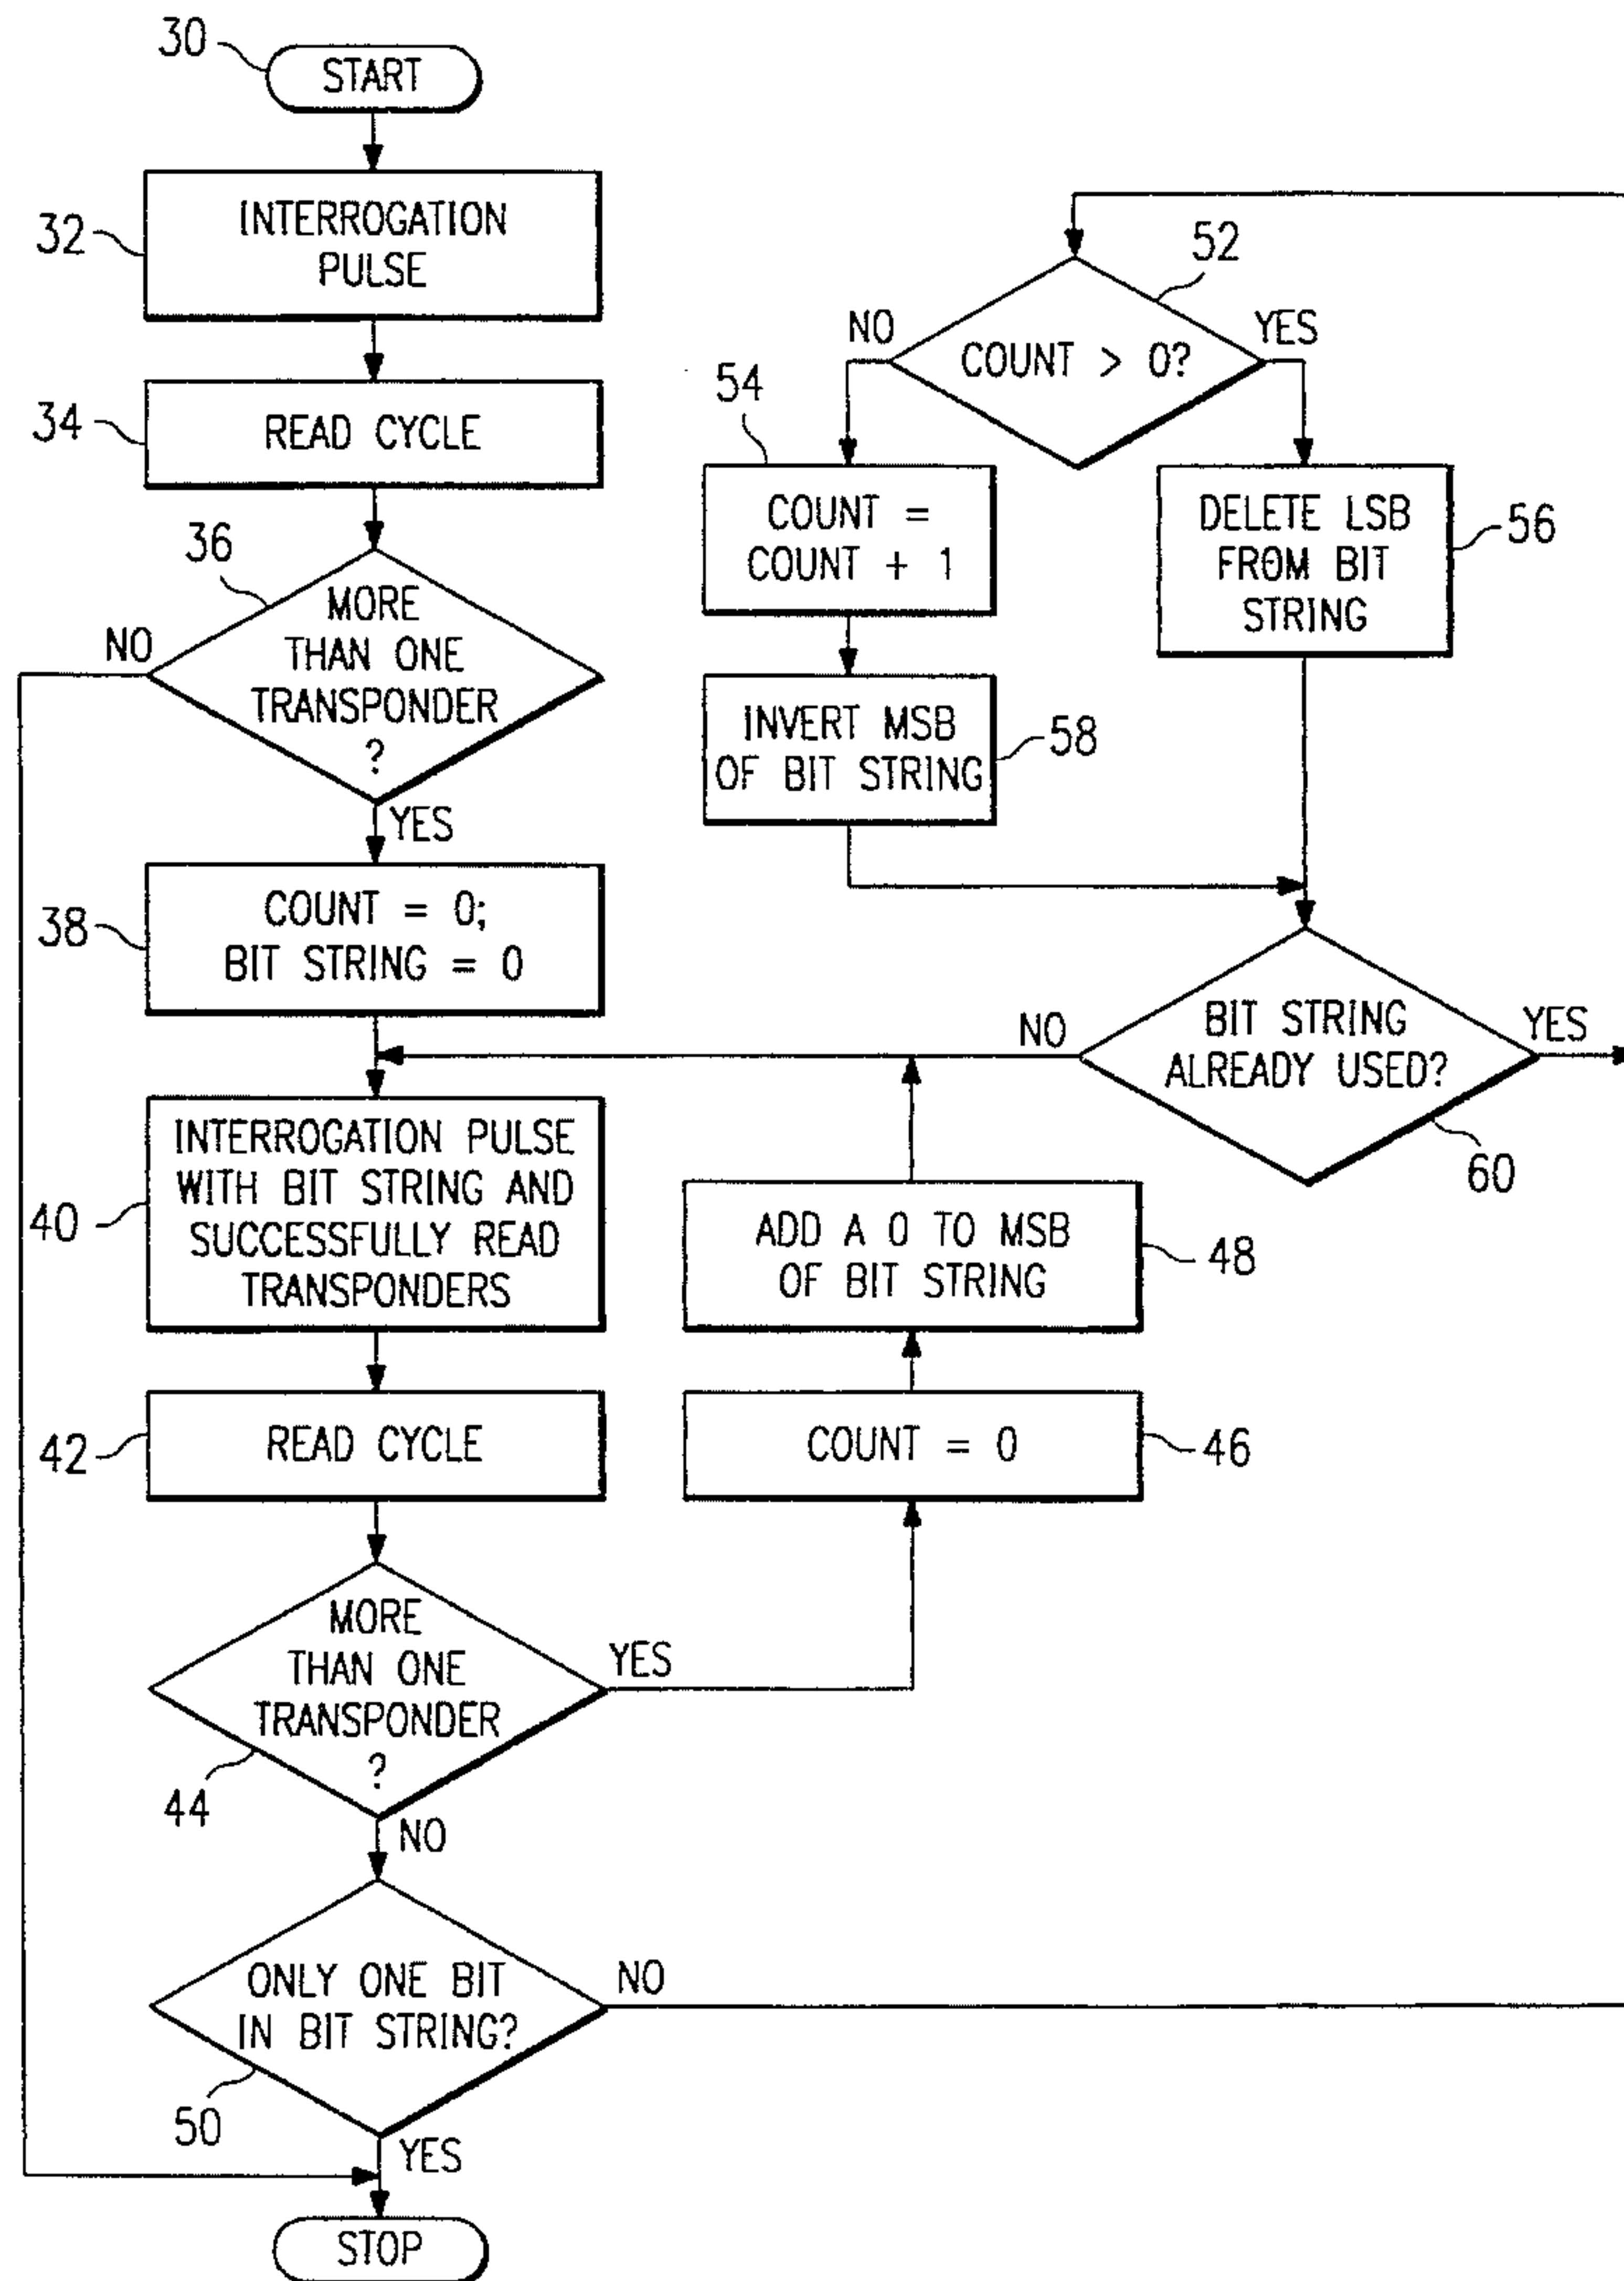 30
START
32
INTERROGATION
PULSE
34
READ CYCLE
36
MORE
THAN ONE
TRANSPONDER
?
NO
YES
38
COUNT = 0;
BIT STRING = 0
40
INTERROGATION PULSE
WITH BIT STRING AND
SUCCESSFULLY READ
TRANSPONDERS
42
READ CYCLE
MORE
THAN ONE
TRANSPONDER
?
44
YES
NO
ONLY ONE BIT
IN BIT STRING?
50
NO
YES
STOP
52
COUNT > 0?
NO
YES
54
COUNT =
COUNT + 1
DELETE LSB
FROM BIT
STRING
56
INVERT MSB
OF BIT STRING
58
BIT STRING
ALREADY USED?
NO
YES
60
ADD A 0 TO MSB
OF BIT STRING
48
COUNT = 0
46